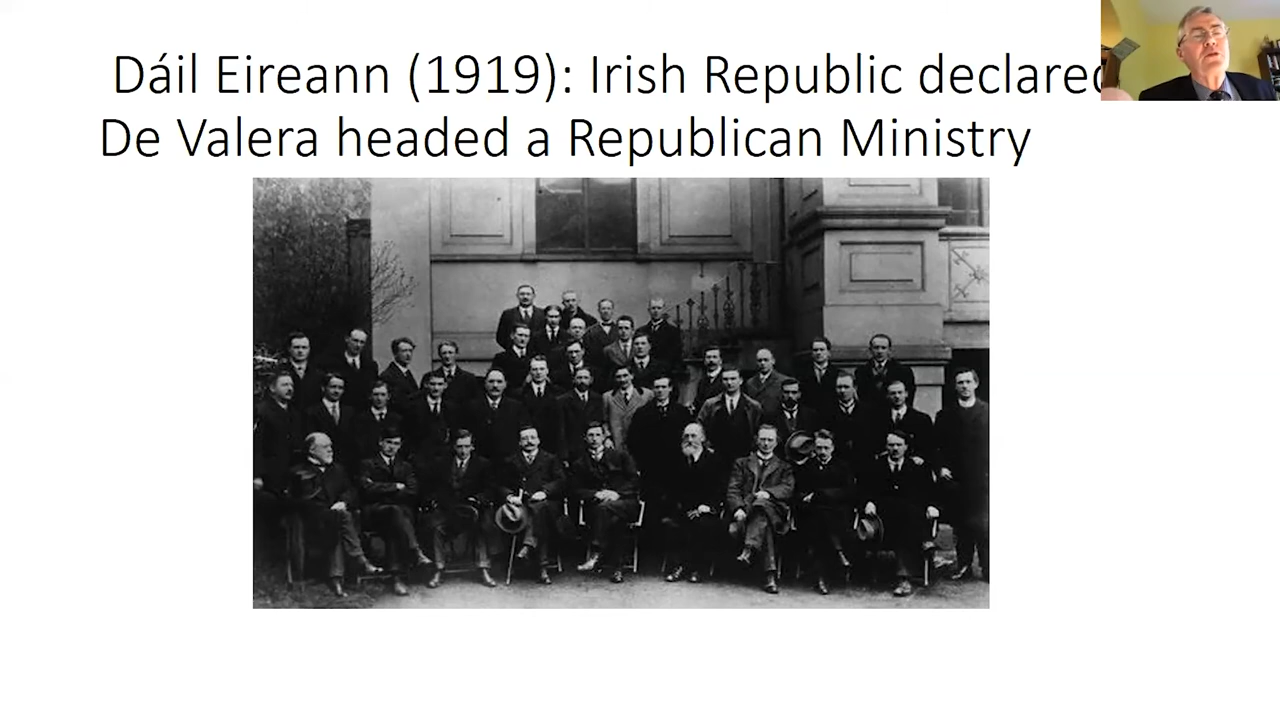 Dáil Eireann (1919): Irish Republic declared
De Valera headed a Republican Ministry